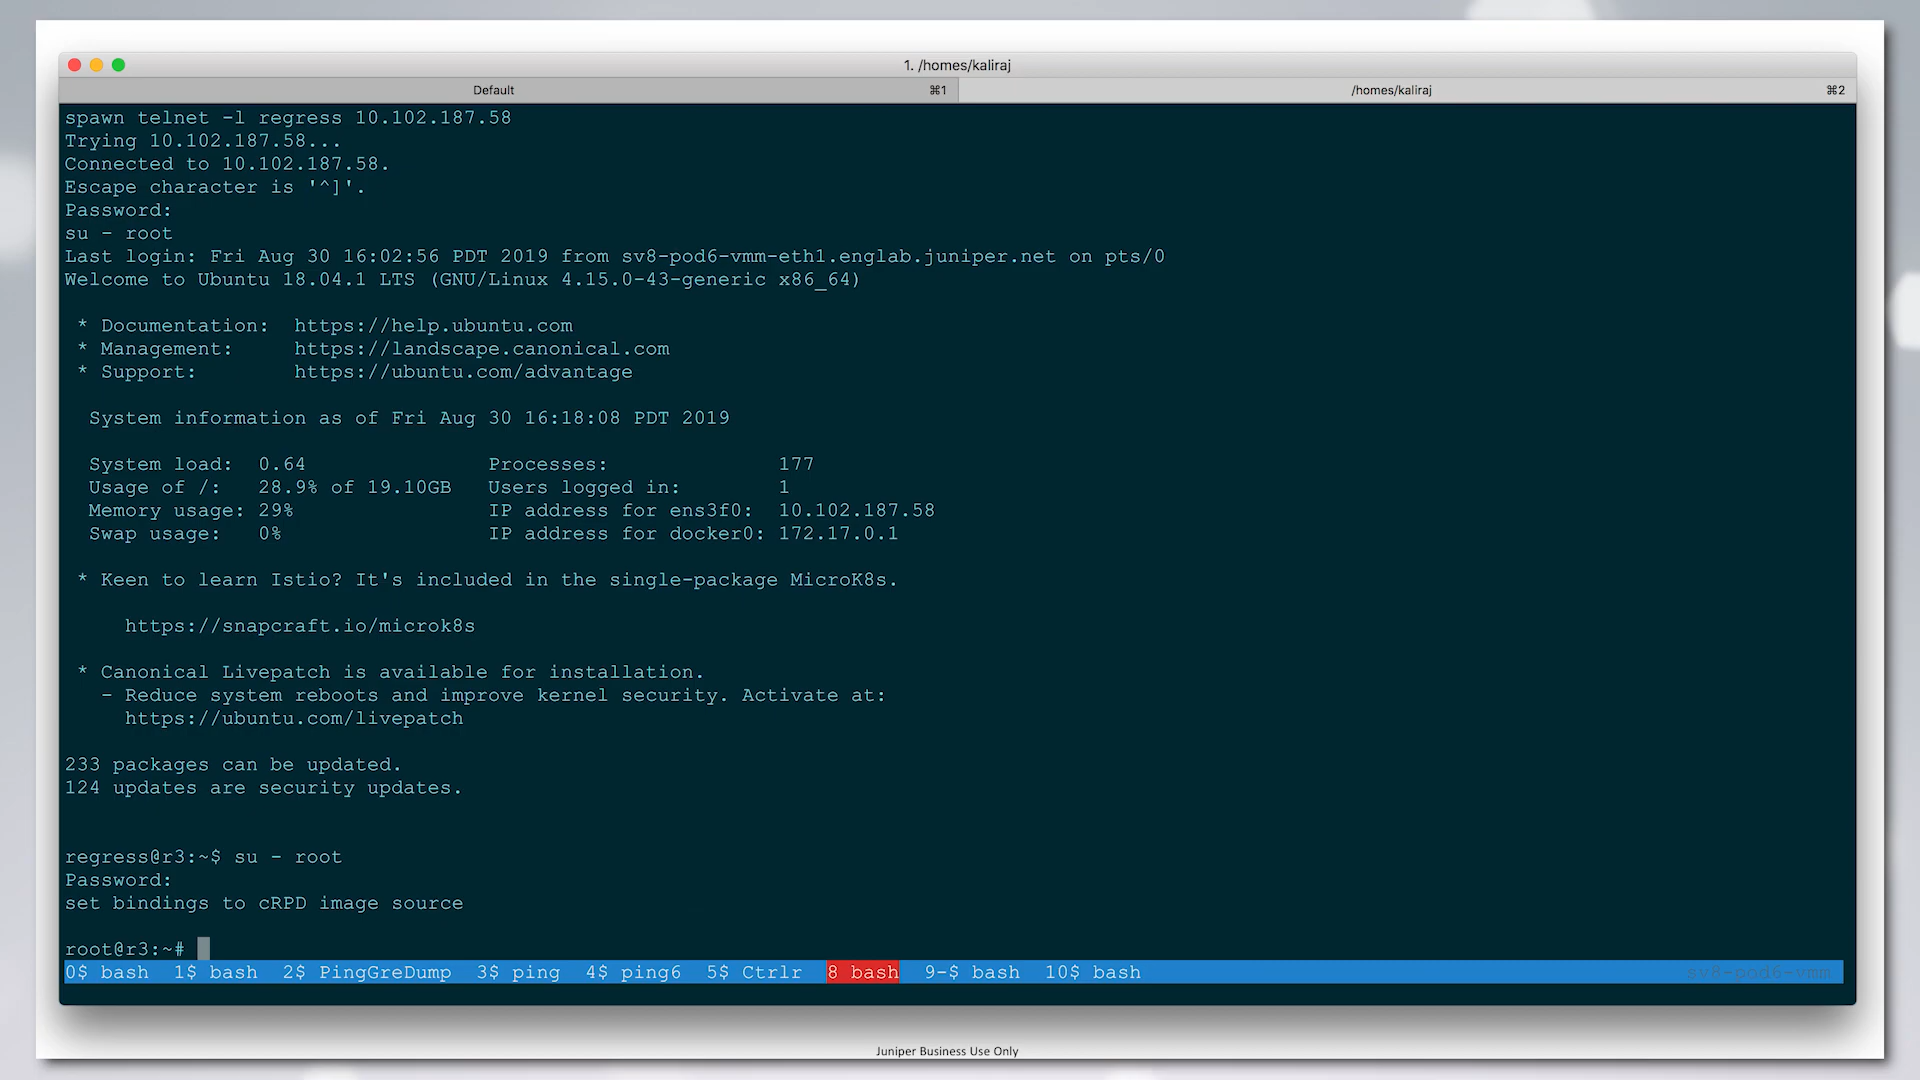 1. /homes/kaliraj
Default ⌘1 /homes/kaliraj ⌘2
spawn telnet -l regress 10.102.187.58
Trying 10.102.187.58...
Connected to 10.102.187.58.
Escape character is '^]'.
Password:
su - root
Last login: Fri Aug 30 16:02:56 PDT 2019 from sv8-pod6-vmm-eth1.englab.juniper.net on pts/0
Welcome to Ubuntu 18.04.1 LTS (GNU/Linux 4.15.0-43-generic x86_64)
* Documentation: https://help.ubuntu.com
* Management: https://landscape.canonical.com
* Support: https://ubuntu.com/advantage
System information as of Fri Aug 30 16:18:08 PDT 2019
System load: 0.64 Processes: 177
Usage of /: 28.9% of 19.10GB Users logged in: 1
Memory usage: 29% IP address for ens3f0: 10.102.187.58
Swap usage: 0% IP address for docker0: 172.17.0.1
* Keen to learn Istio? It's included in the single-package MicroK8s.
https://snapcraft.io/microk8s
* Canonical Livepatch is available for installation.
- Reduce system reboots and improve kernel security. Activate at:
https://ubuntu.com/livepatch
233 packages can be updated.
124 updates are security updates.
regress@r3:~$ su - root
Password:
set bindings to cRPD image source
root@r3:~#
0$ bash 1$ bash 2$ PingGreDump 3$ ping 4$ ping6 5$ Ctrlr 8 bash 9-$ bash 10$ bash sv8-pod6-vmm
Juniper Business Use Only